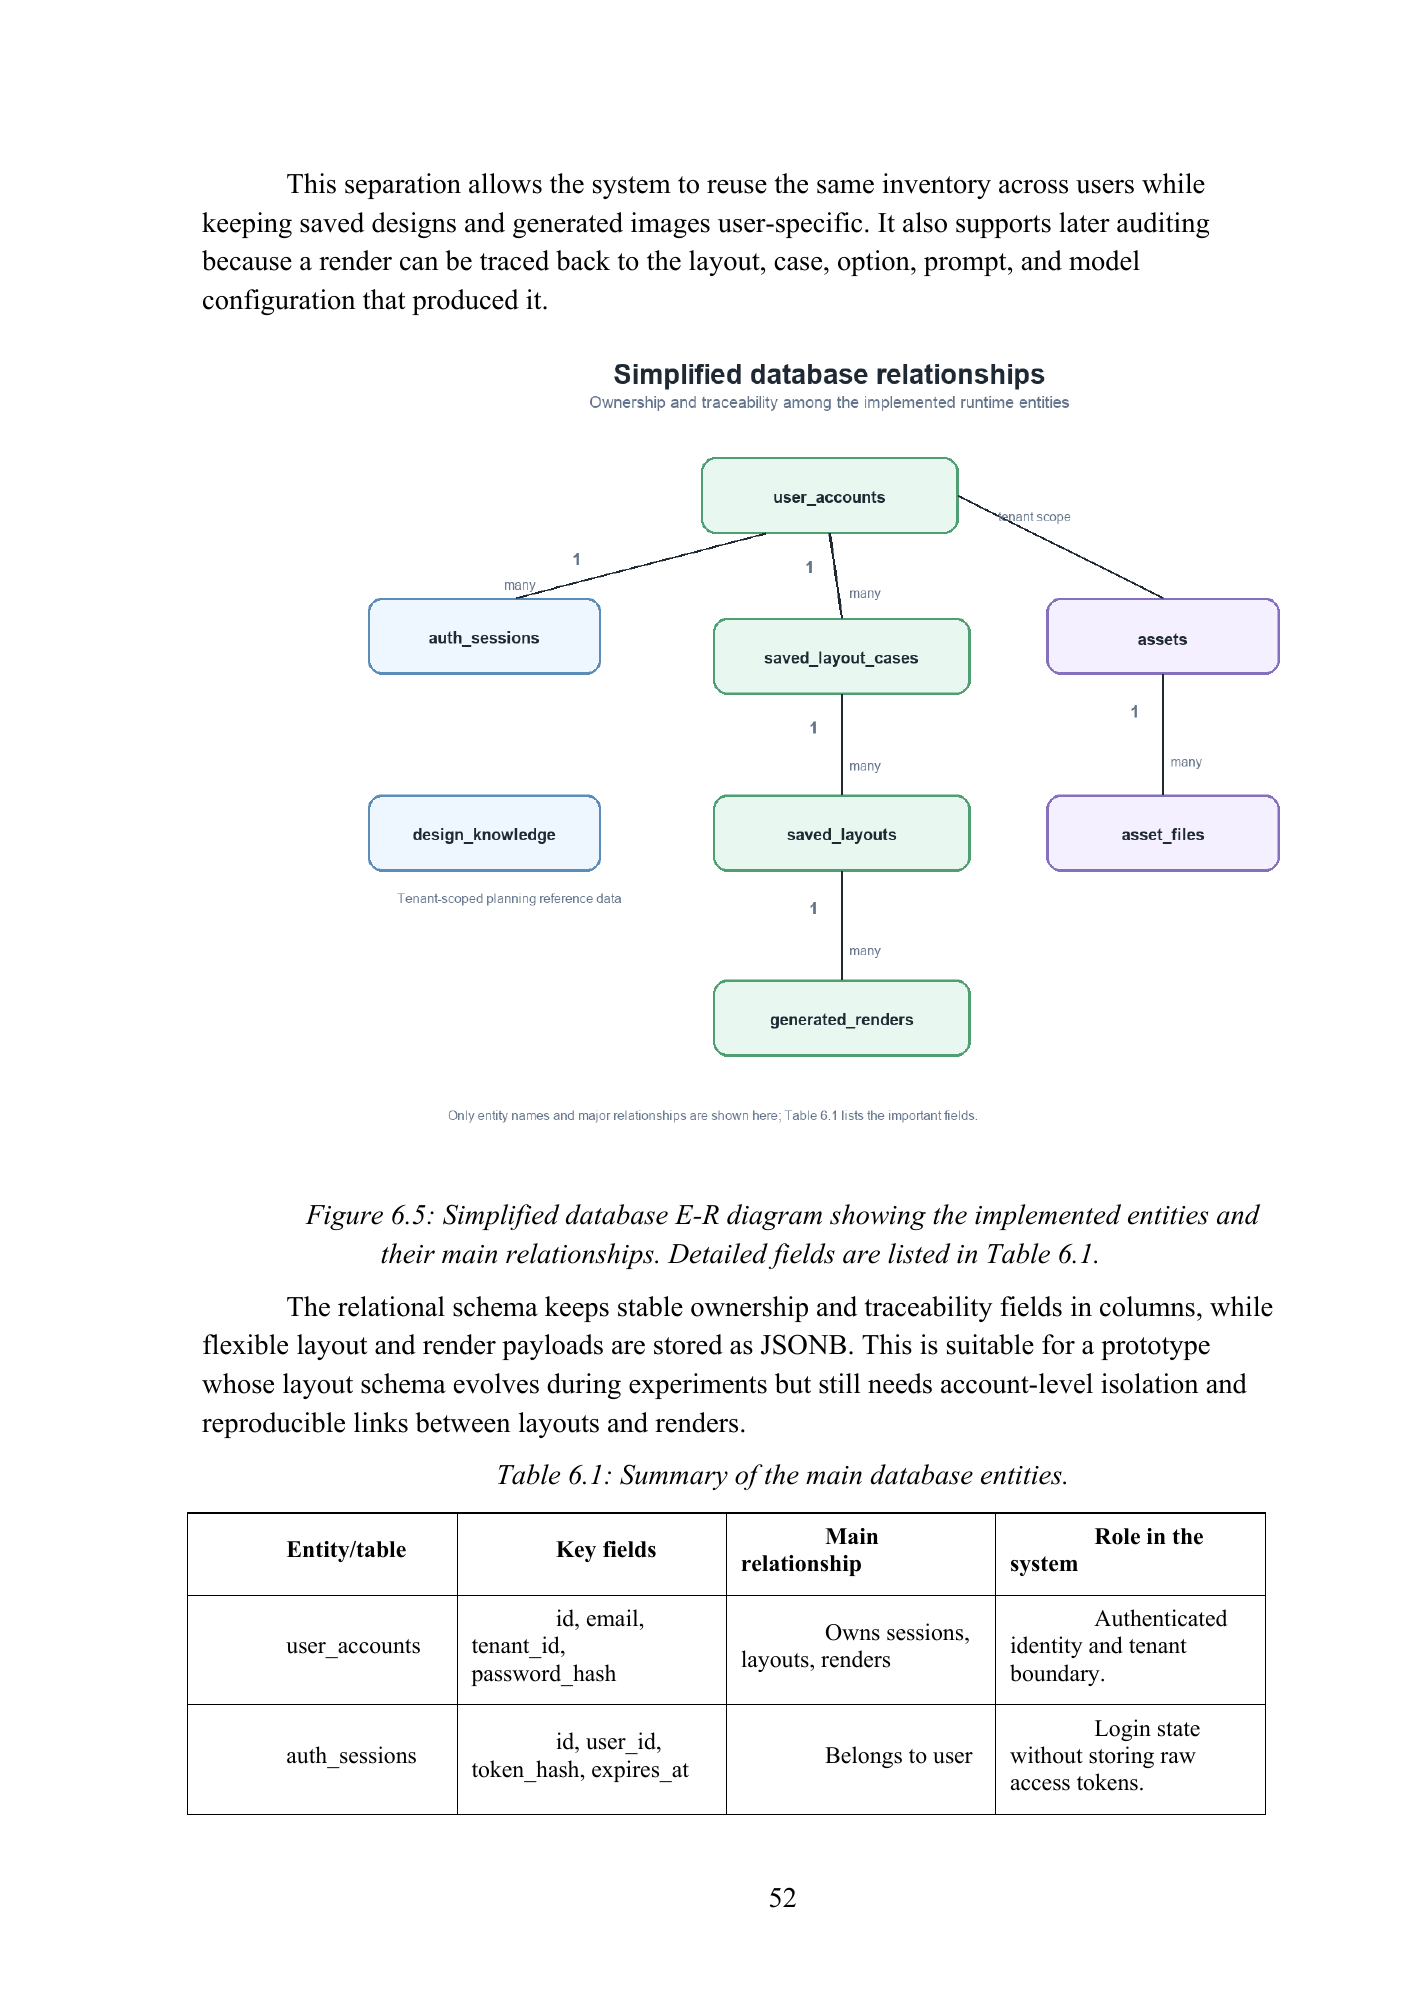 This separation allows the system to reuse the same inventory across users while
keeping saved designs and generated images user-specific. It also supports later auditing
because a render can be traced back to the layout, case, option, prompt, and model
configuration that produced it.
Simplified database relationships
Ownership and traceability among the implemented runtime entities
user_accounts
tenant scope
1
many
1
many
auth_sessions
saved_layout_cases
assets
1
many
1
many
design_knowledge
saved_layouts
asset_files
Tenant-scoped planning reference data
1
many
generated_renders
Only entity names and major relationships are shown here; Table 6.1 lists the important fields.
Figure 6.5: Simplified database E-R diagram showing the implemented entities and
their main relationships. Detailed fields are listed in Table 6.1.
The relational schema keeps stable ownership and traceability fields in columns, while
flexible layout and render payloads are stored as JSONB. This is suitable for a prototype
whose layout schema evolves during experiments but still needs account-level isolation and
reproducible links between layouts and renders.
Table 6.1: Summary of the main database entities.
Entity/table
Key fields
Main
relationship
Role in the
system
user_accounts
id, email,
tenant_id,
password_hash
Owns sessions,
layouts, renders
Authenticated
identity and tenant
boundary.
auth_sessions
id, user_id,
token_hash, expires_at
Belongs to user
Login state
without storing raw
access tokens.
52